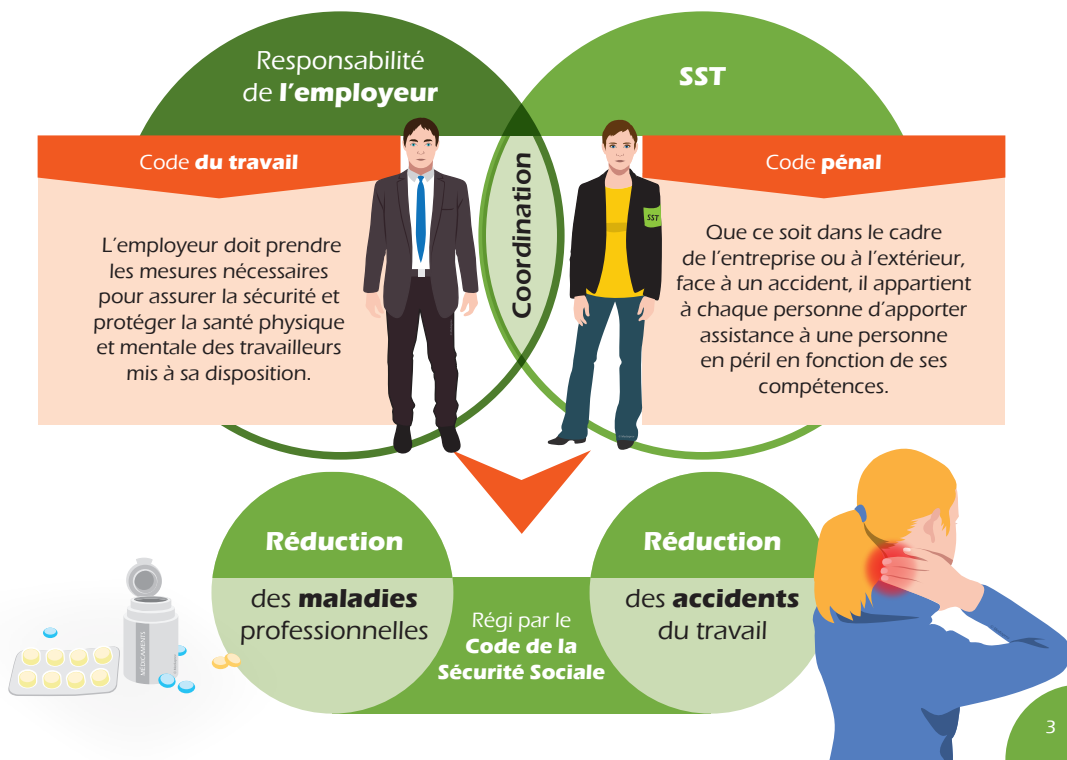 Responsabilité
de l'employeur
SST
Code du travail
L'employeur doit prendre
les mesures nécessaires
pour assurer la sécurité et
protéger la santé physique
et mentale des travailleurs
mis à sa disposition.
Coordination
SST
Code pénal
Que ce soit dans le cadre
de l'entreprise ou à l'extérieur,
face à un accident, il appartient
à chaque personne d'apporter
assistance à une personne
en péril en fonction de ses
compétences.
Réduction
des maladies
professionnelles
Régi par le
Code de la
Sécurité Sociale
Réduction
des accidents
du travail
MÉDICAMENTS
3